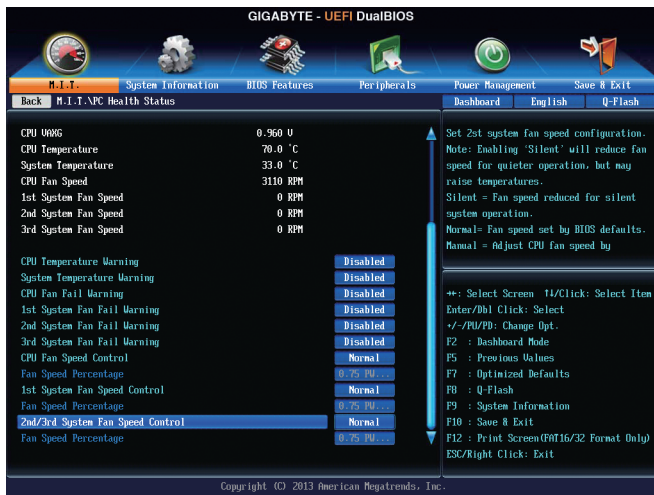 GIGABYTE - UEFI DualBIOS
M.I.T. System Information BIOS Features Peripherals Power Management Save & Exit
Back M.I.T.\PC Health Status Dashboard English Q-Flash
CPU VAXG 0.960 V
CPU Temperature 70.0 °C
System Temperature 33.0 °C
CPU Fan Speed 3110 RPM
1st System Fan Speed 0 RPM
2nd System Fan Speed 0 RPM
3rd System Fan Speed 0 RPM
CPU Temperature Warning Disabled
System Temperature Warning Disabled
CPU Fan Fail Warning Disabled
1st System Fan Fail Warning Disabled
2nd System Fan Fail Warning Disabled
3rd System Fan Fail Warning Disabled
CPU Fan Speed Control Normal
Fan Speed Percentage 0.75 PW...
1st System Fan Speed Control Normal
Fan Speed Percentage 0.75 PW...
2nd/3rd System Fan Speed Control Normal
Fan Speed Percentage 0.75 PW...
Set 2st system fan speed configuration.
Note: Enabling 'Silent' will reduce fan
speed for quieter operation, but may
raise temperatures.
Silent = Fan speed reduced for silent
system operation.
Normal= Fan speed set by BIOS defaults.
Manual = Adjust CPU fan speed by
→←: Select Screen ↑↓/Click: Select Item
Enter/Dbl Click: Select
+/-/PU/PD: Change Opt.
F2 : Dashboard Mode
F5 : Previous Values
F7 : Optimized Defaults
F8 : Q-Flash
F9 : System Information
F10 : Save & Exit
F12 : Print Screen(FAT16/32 Format Only)
ESC/Right Click: Exit
Copyright (C) 2013 American Megatrends, Inc.